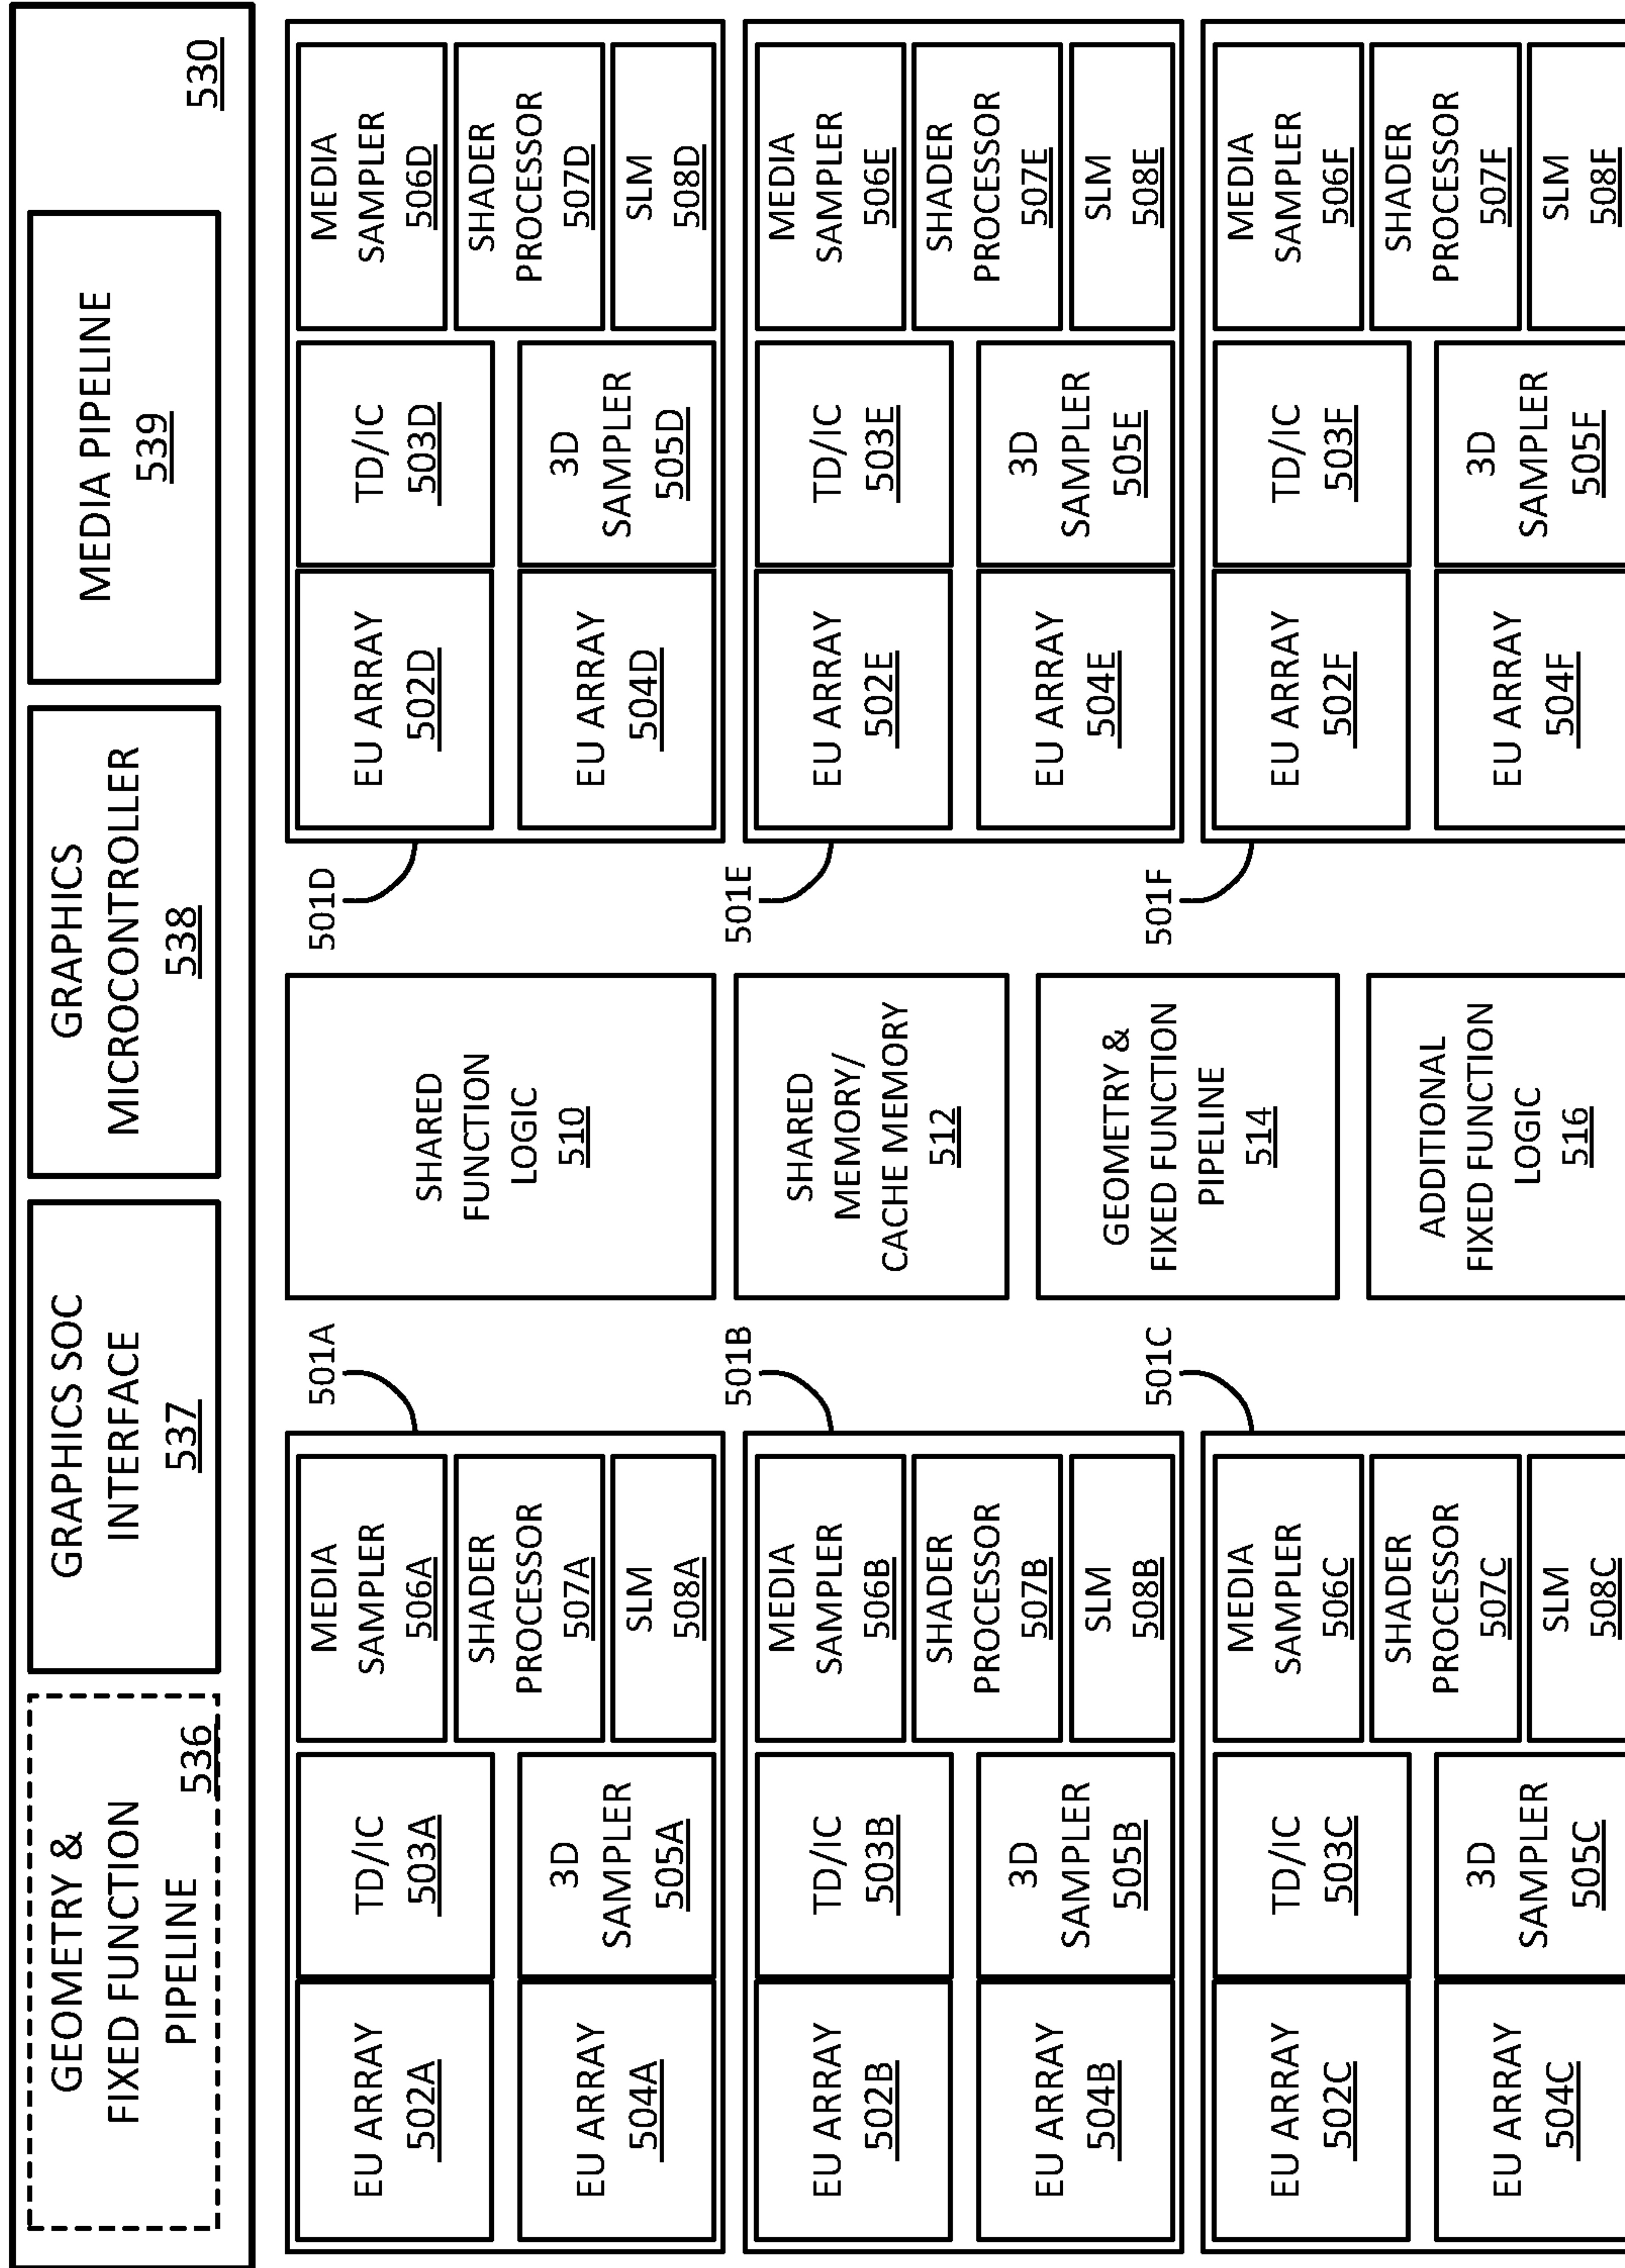 GEOMETRY &
FIXED FUNCTION
PIPELINE
536
GRAPHICS SOC
INTERFACE
537
GRAPHICS
MICROCONTROLLER
538
MEDIA PIPELINE
539
530
EU ARRAY
502A
TD/IC
503A
MEDIA
SAMPLER
506A
EU ARRAY
504A
3D
SAMPLER
505A
SHADER
PROCESSOR
507A
SLM
508A
501A
SHARED
FUNCTION
LOGIC
510
501D
EU ARRAY
502D
TD/IC
503D
MEDIA
SAMPLER
506D
EU ARRAY
504D
3D
SAMPLER
505D
SHADER
PROCESSOR
507D
SLM
508D
EU ARRAY
502B
TD/IC
503B
MEDIA
SAMPLER
506B
EU ARRAY
504B
3D
SAMPLER
505B
SHADER
PROCESSOR
507B
SLM
508B
501B
SHARED
MEMORY/
CACHE MEMORY
512
501E
EU ARRAY
502E
TD/IC
503E
MEDIA
SAMPLER
506E
EU ARRAY
504E
3D
SAMPLER
505E
SHADER
PROCESSOR
507E
SLM
508E
GEOMETRY &
FIXED FUNCTION
PIPELINE
514
EU ARRAY
502C
TD/IC
503C
MEDIA
SAMPLER
506C
EU ARRAY
504C
3D
SAMPLER
505C
SHADER
PROCESSOR
507C
SLM
508C
501C
ADDITIONAL
FIXED FUNCTION
LOGIC
516
501F
EU ARRAY
502F
TD/IC
503F
MEDIA
SAMPLER
506F
EU ARRAY
504F
3D
SAMPLER
505F
SHADER
PROCESSOR
507F
SLM
508F